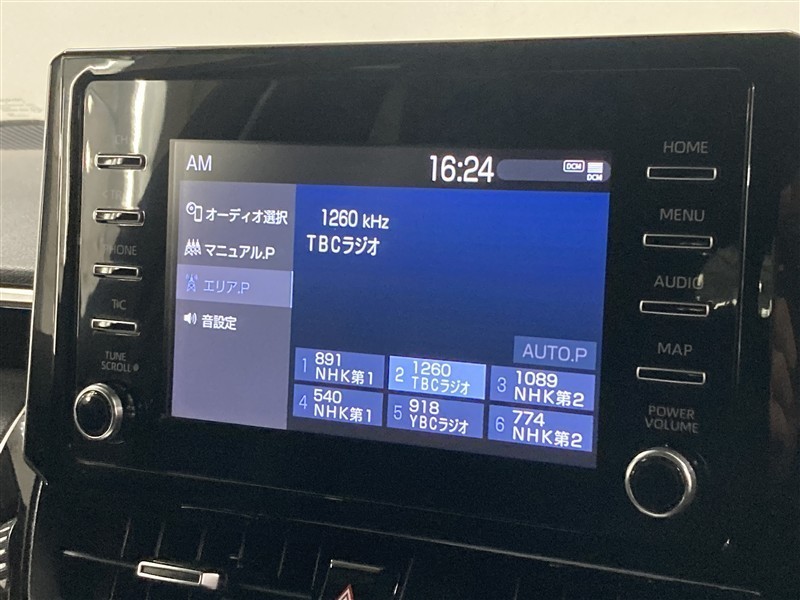 AM
16:24
DCM
DCM
オーディオ選択
マニュアル.P
エリア.P
音設定
1260 kHz
TBCラジオ
AUTO.P
1 891 NHK第1
2 1260 TBCラジオ
3 1089 NHK第2
4 540 NHK第1
5 918 YBCラジオ
6 774 NHK第2
PHONE
T/C
TUNE
SCROLL
HOME
MENU
AUDIO
MAP
POWER
VOLUME